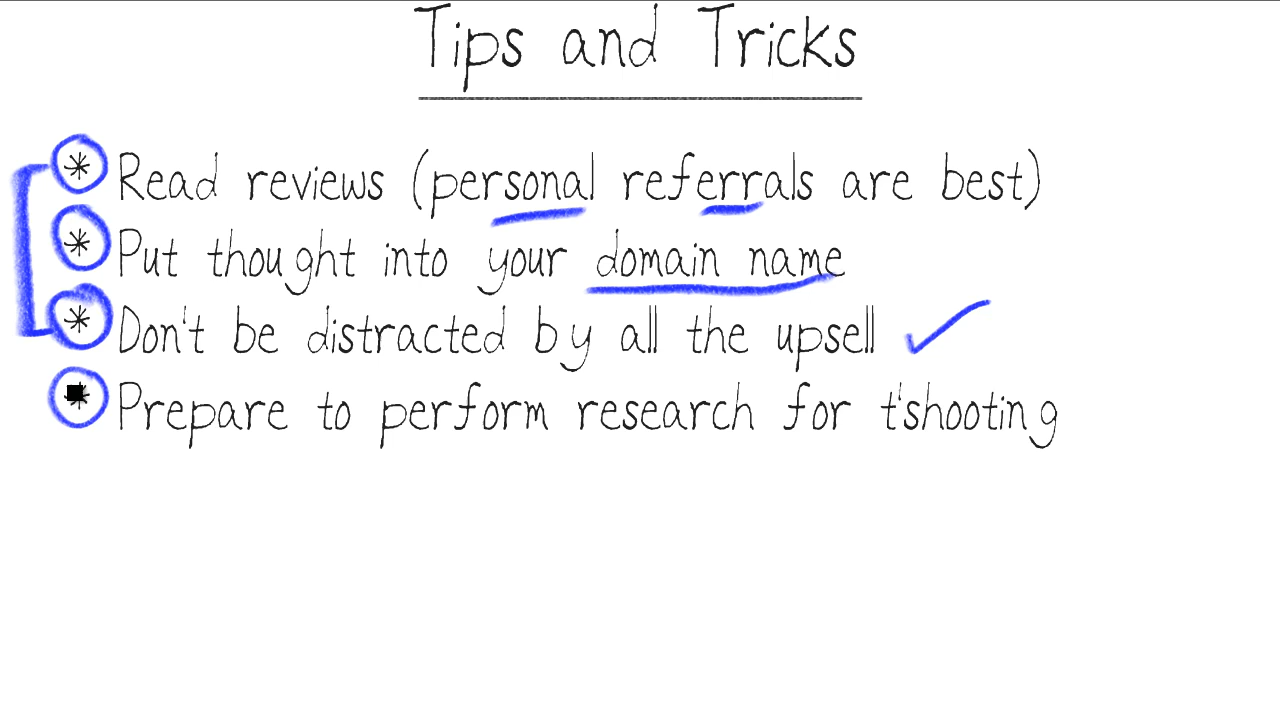 Tips and Tricks
* Read reviews (personal referrals are best)
* Put thought into your domain name
* Don't be distracted by all the upsell ✓
* Prepare to perform research for t'shooting